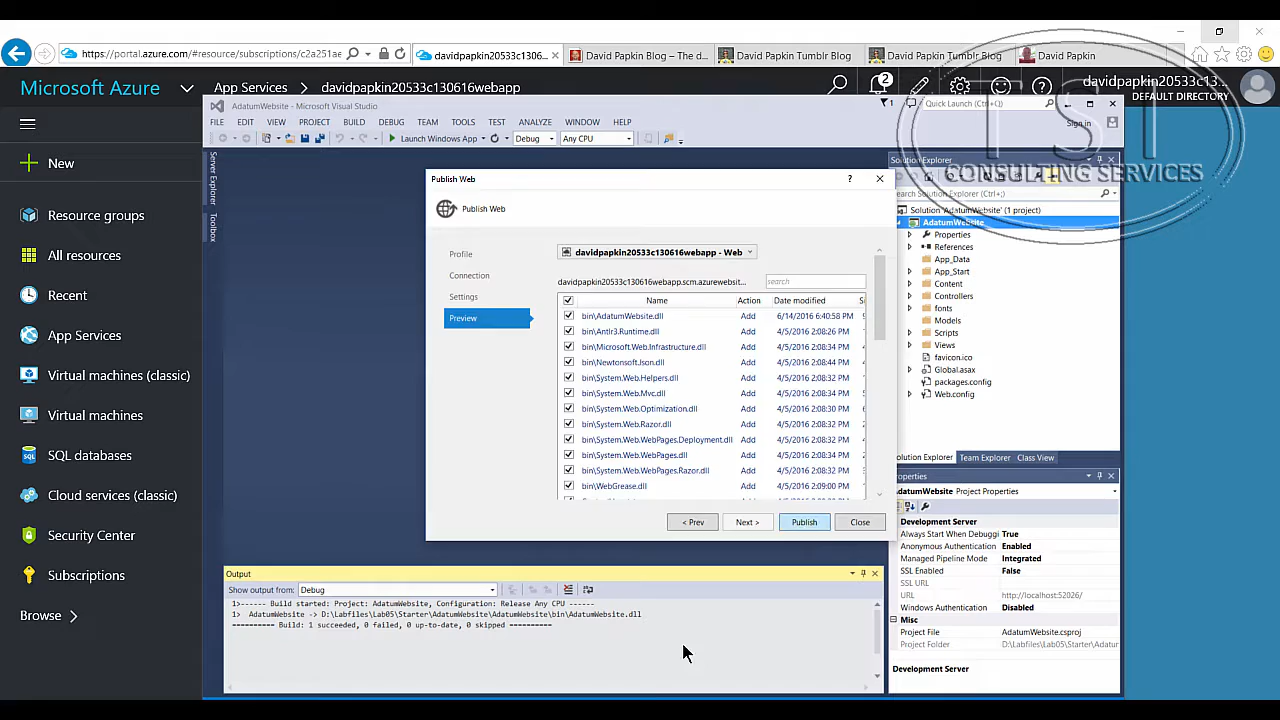 https://portal.azure.com/#resource/subscriptions/c2a251ae
davidpapkin20533c1306...
David Papkin Blog – The d...
David Papkin Tumblr Blog
David Papkin Tumblr Blog
David Papkin
Microsoft Azure
App Services
davidpapkin20533c130616webapp
2
davidpapkin20533c13...
DEFAULT DIRECTORY
New
Resource groups
All resources
Recent
App Services
Virtual machines (classic)
Virtual machines
SQL databases
Cloud services (classic)
Security Center
Subscriptions
Browse
AdatumWebsite - Microsoft Visual Studio
1
Quick Launch (Ctrl+;)
FILE EDIT VIEW PROJECT BUILD DEBUG TEAM TOOLS TEST ANALYZE WINDOW HELP
Sign in
Launch Windows App
Debug
Any CPU
Server Explorer
Toolbox
TST
CONSULTING SERVICES
Publish Web
?
Publish Web
Profile
Connection
Settings
Preview
davidpapkin20533c130616webapp - Web
davidpapkin20533c130616webapp.scm.azurewebsit...
search
Name Action Date modified
bin\AdatumWebsite.dll Add 6/14/2016 6:40:58 PM
bin\Antlr3.Runtime.dll Add 4/5/2016 2:08:26 PM
bin\Microsoft.Web.Infrastructure.dll Add 4/5/2016 2:08:34 PM
bin\Newtonsoft.Json.dll Add 4/5/2016 2:08:44 PM
bin\System.Web.Helpers.dll Add 4/5/2016 2:08:32 PM
bin\System.Web.Mvc.dll Add 4/5/2016 2:08:34 PM
bin\System.Web.Optimization.dll Add 4/5/2016 2:08:30 PM
bin\System.Web.Razor.dll Add 4/5/2016 2:08:32 PM
bin\System.Web.WebPages.Deployment.dll Add 4/5/2016 2:08:32 PM
bin\System.Web.WebPages.dll Add 4/5/2016 2:08:34 PM
bin\System.Web.WebPages.Razor.dll Add 4/5/2016 2:08:32 PM
bin\WebGrease.dll Add 4/5/2016 2:09:00 PM
< Prev
Next >
Publish
Close
Solution Explorer
Search Solution Explorer (Ctrl+;)
Solution 'AdatumWebsite' (1 project)
AdatumWebsite
Properties
References
App_Data
App_Start
Content
Controllers
fonts
Models
Scripts
Views
favicon.ico
Global.asax
packages.config
Web.config
olution Explorer Team Explorer Class View
operties
datumWebsite Project Properties
Development Server
Always Start When Debuggi True
Anonymous Authentication Enabled
Managed Pipeline Mode Integrated
SSL Enabled False
SSL URL
URL http://localhost:52026/
Windows Authentication Disabled
Misc
Project File AdatumWebsite.csproj
Project Folder D:\Labfiles\Lab05\Starter\Adatur
Development Server
Output
Show output from: Debug
1>------ Build started: Project: AdatumWebsite, Configuration: Release Any CPU ------
1> AdatumWebsite -> D:\Labfiles\Lab05\Starter\AdatumWebsite\AdatumWebsite\bin\AdatumWebsite.dll
========== Build: 1 succeeded, 0 failed, 0 up-to-date, 0 skipped ==========